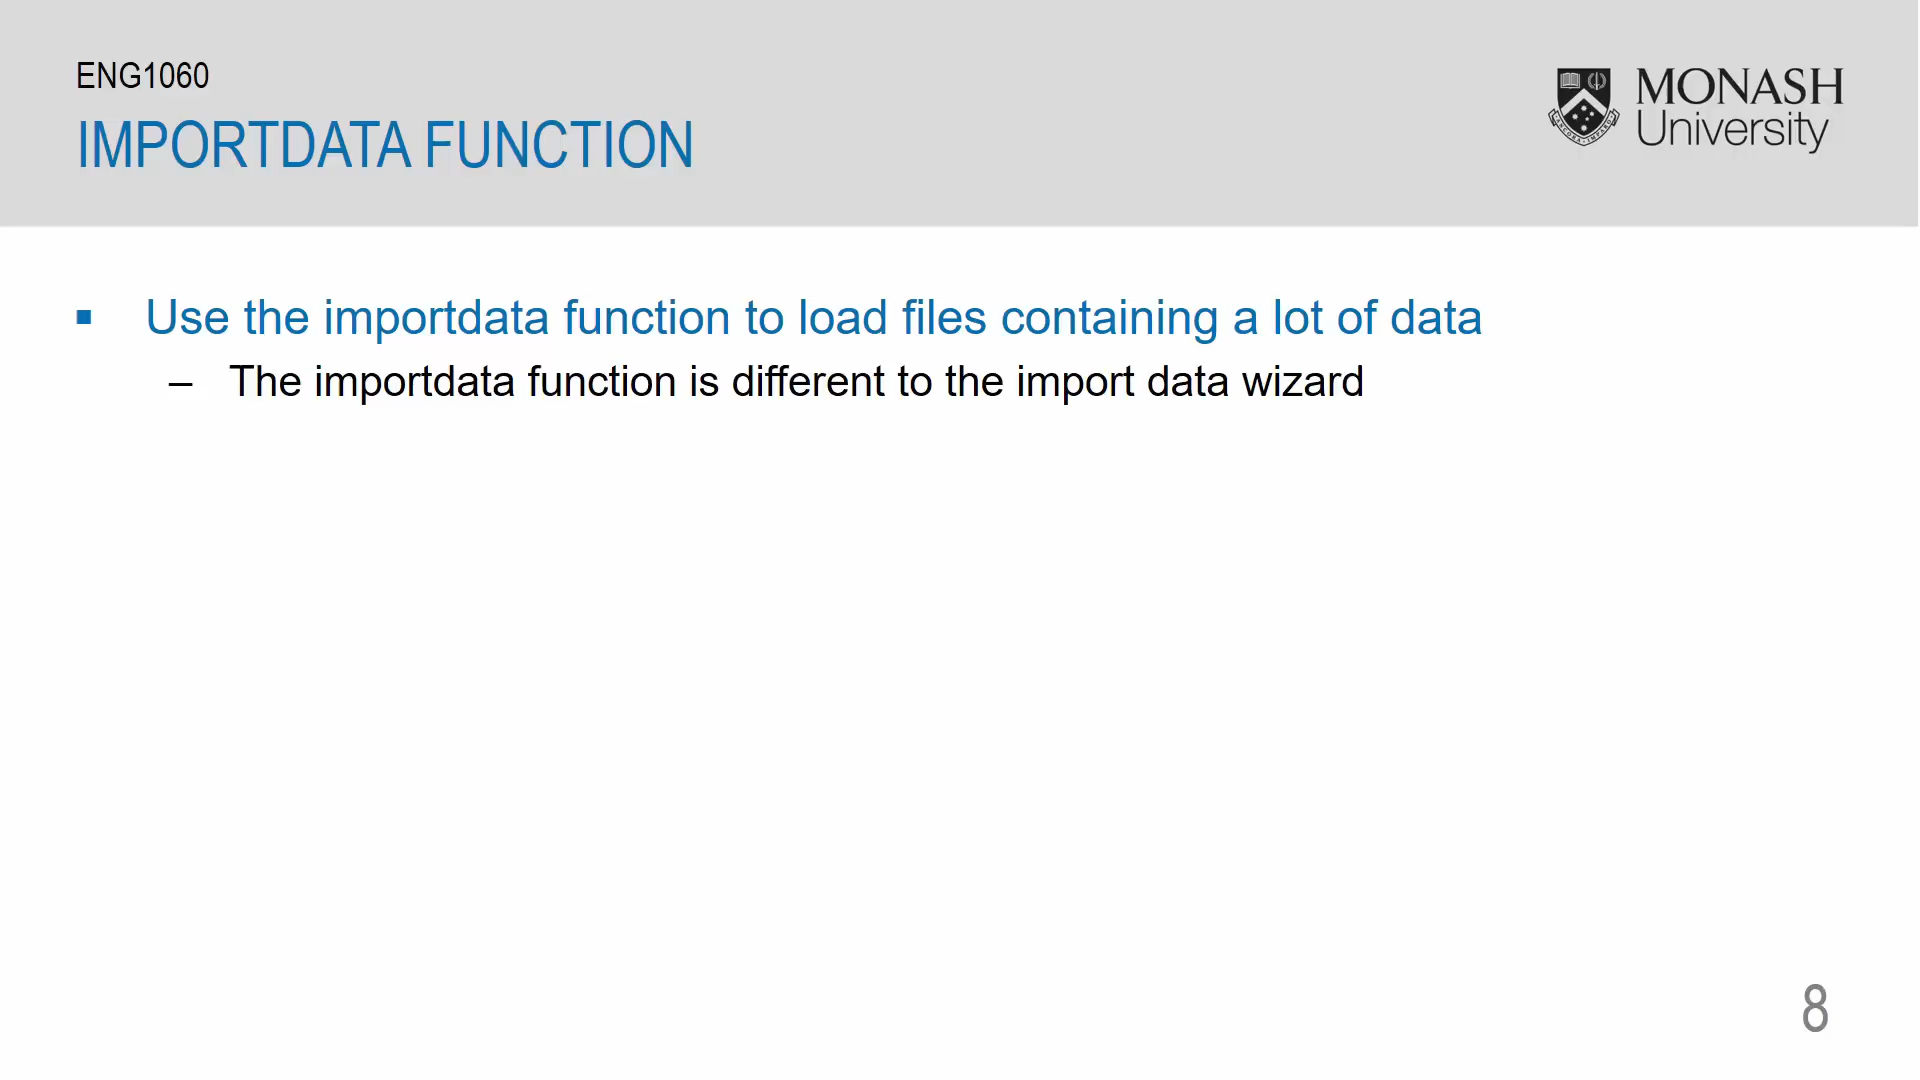 ENG1060
IMPORTDATA FUNCTION
MONASH
University
▪ Use the importdata function to load files containing a lot of data
– The importdata function is different to the import data wizard
8